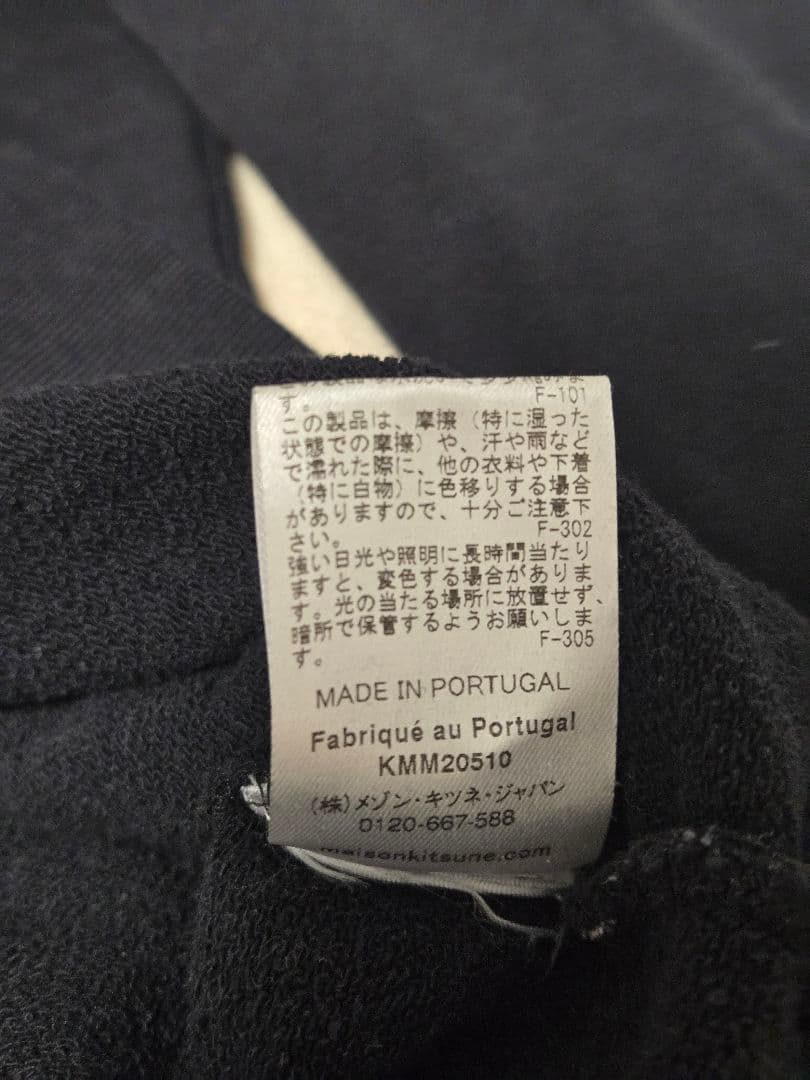 す。
F-101
この製品は、摩擦（特に湿った
状態での摩擦）や、汗や雨など
で濡れた際に、他の衣料や下着
（特に白物）に色移りする場合
がありますので、十分ご注意下
さい。
F-302
強い日光や照明に長時間当たり
ますと、変色する場合がありま
す。光の当たる場所に放置せず、
暗所で保管するようお願いしま
す。
F-305
MADE IN PORTUGAL
Fabriqué au Portugal
KMM20510
（株）メゾン・キツネ・ジャパン
0120-667-588
maisonkitsune.com